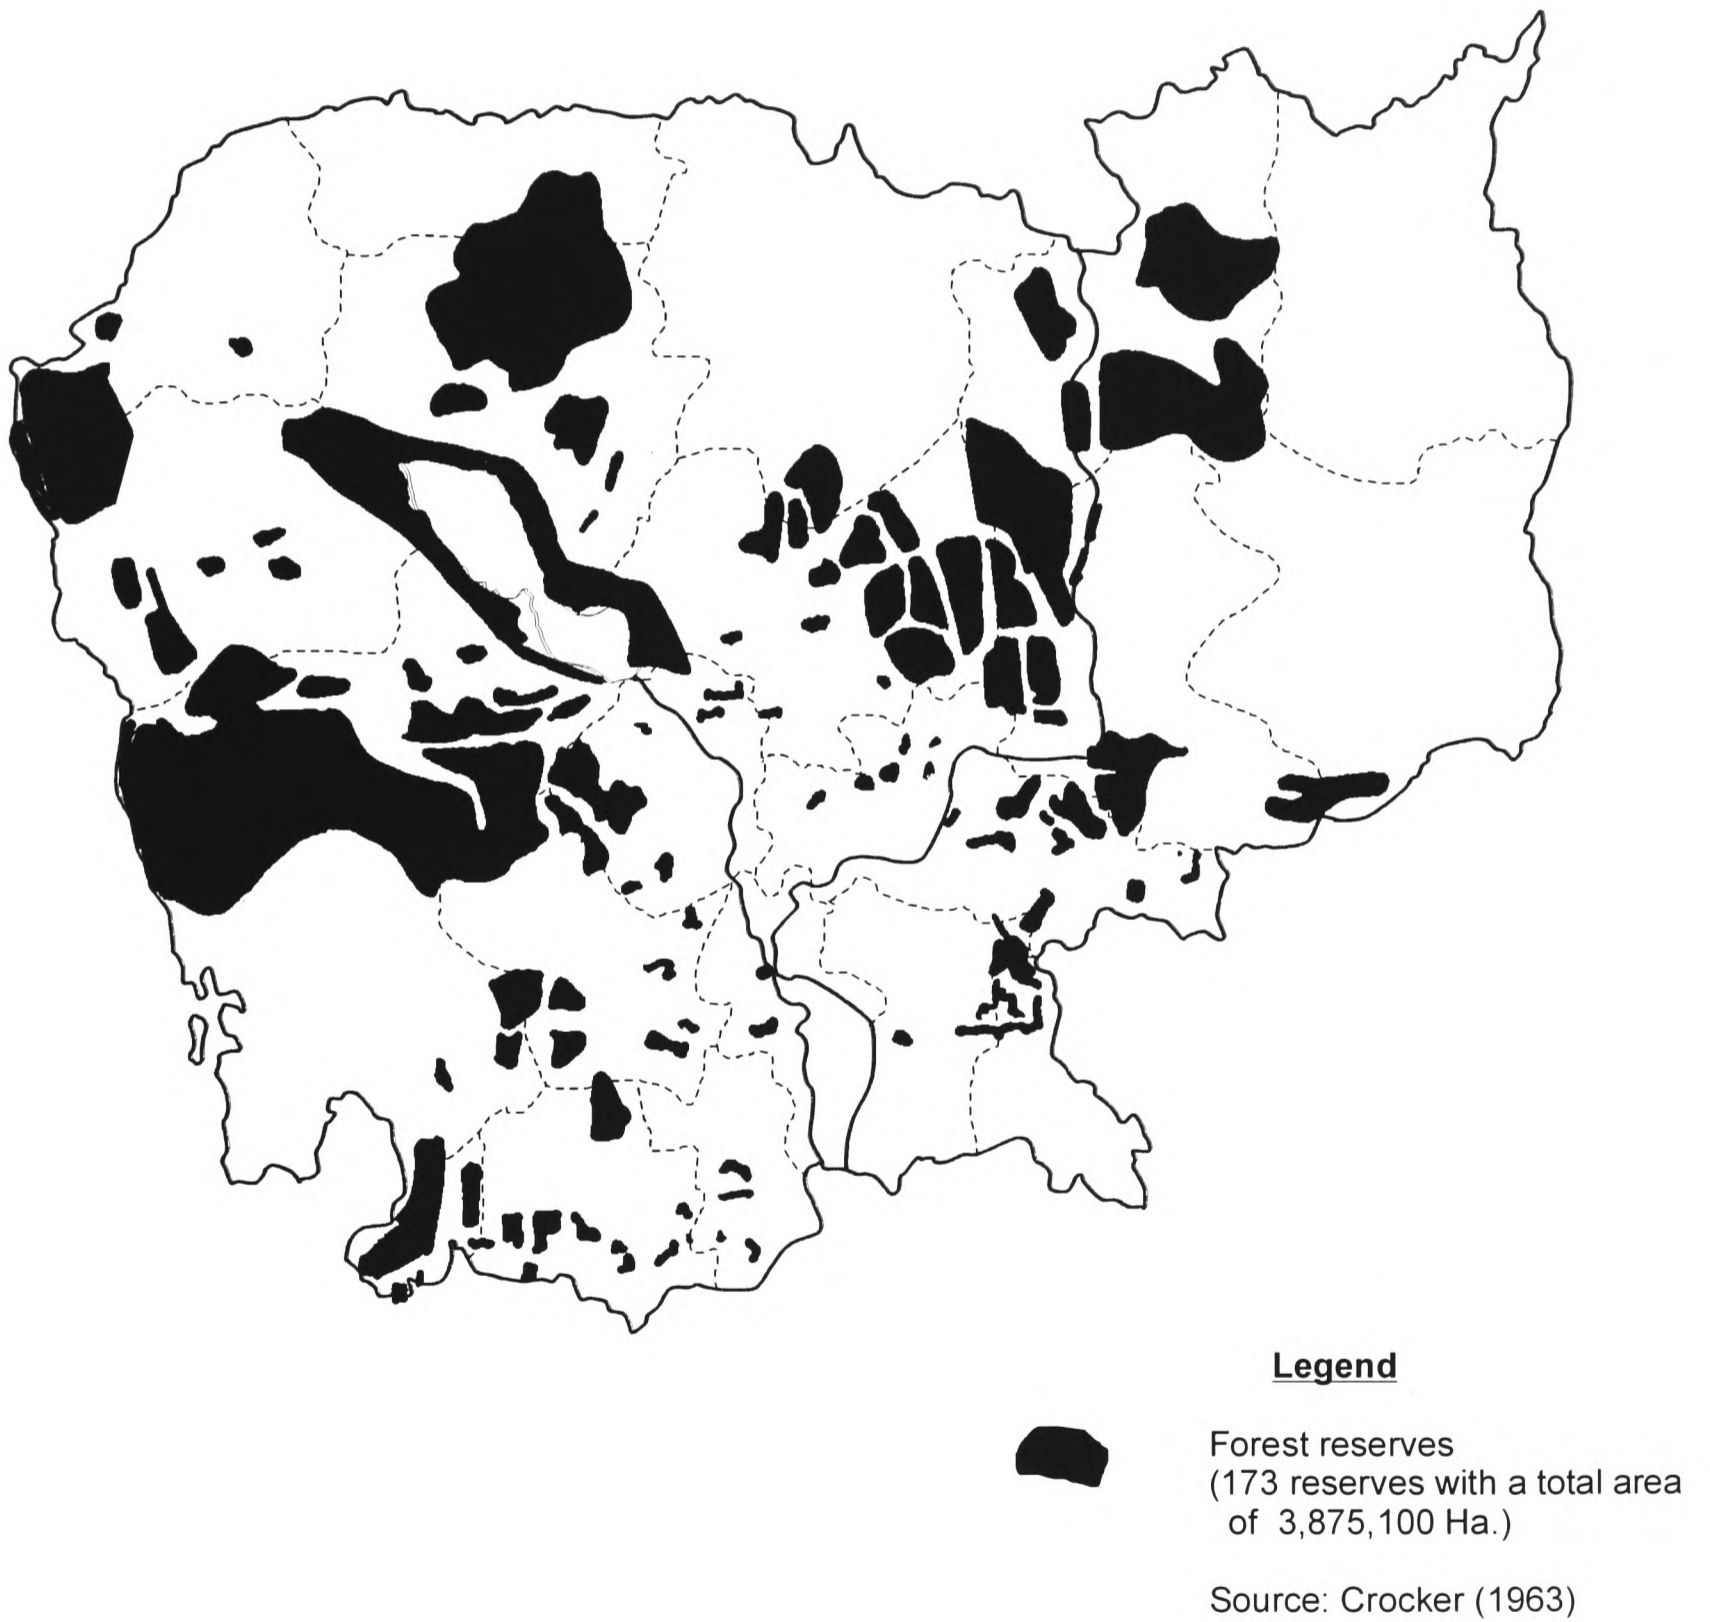 Legend
Forest reserves
(173 reserves with a total area
of 3,875,100 Ha.)
Source: Crocker (1963)